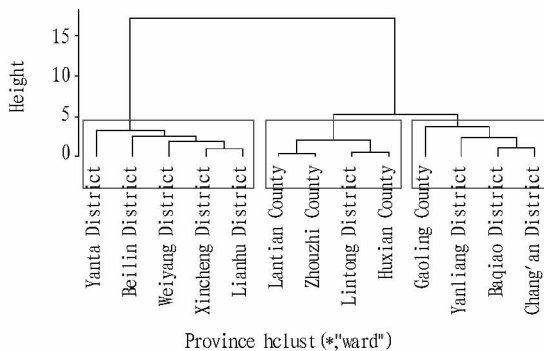 Height
15
10
5
0
Yanta District
Beilin District
Weiyang District
Xincheng District
Lianhu District
Lantian County
Zhouzhi County
Lintong District
Huxian County
Gaoling County
Yanliang District
Baqiao District
Chang'an District
Province hclust(*,"ward")